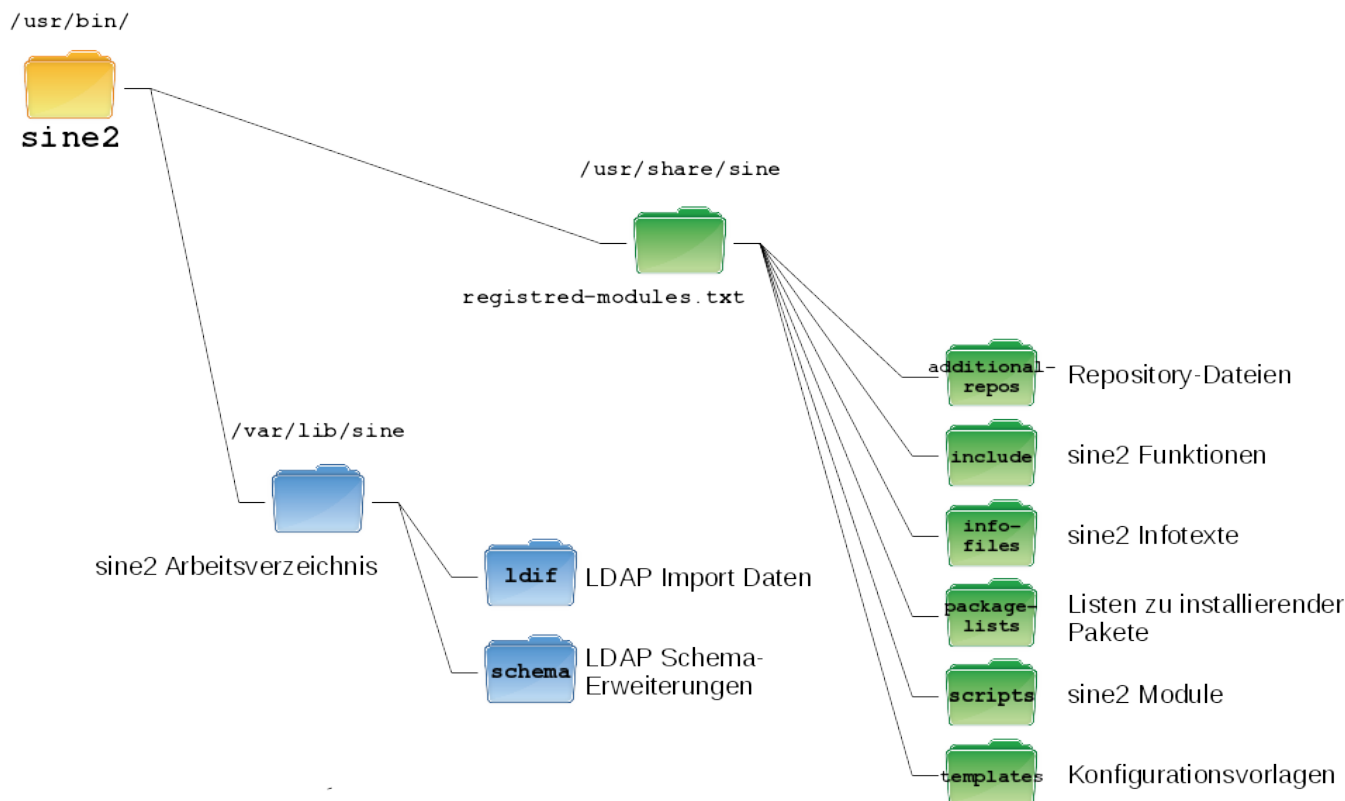 /usr/bin/
sine2
/usr/share/sine
registred-modules.txt
additional-
repos
Repository-Dateien
/var/lib/sine
include
sine2 Funktionen
info-
files
sine2 Infotexte
sine2 Arbeitsverzeichnis
ldif
LDAP Import Daten
package-
lists
Listen zu installierender
Pakete
schema
LDAP Schema-
Erweiterungen
scripts
sine2 Module
templates
Konfigurationsvorlagen